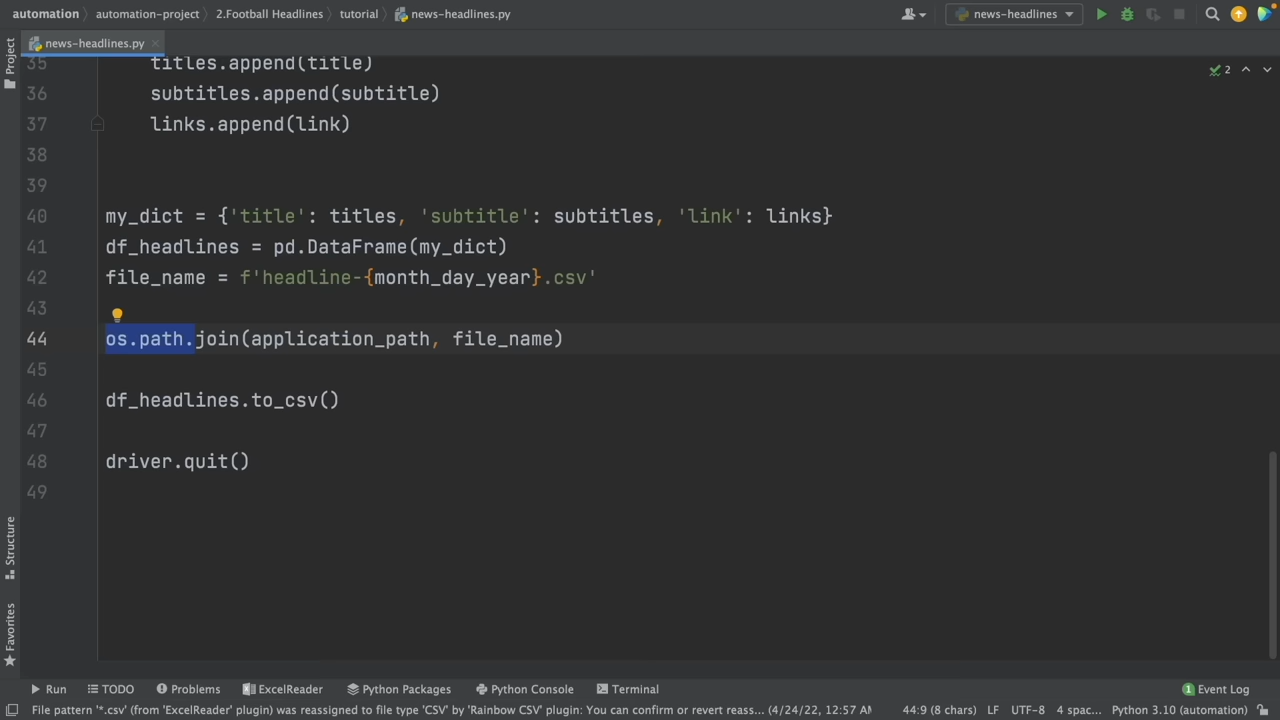 automation automation-project 2.Football Headlines tutorial news-headlines.py news-headlines
Project
news-headlines.py
35 titles.append(title)
2
36 subtitles.append(subtitle)
37 links.append(link)
38
39
40 my_dict = {'title': titles, 'subtitle': subtitles, 'link': links}
41 df_headlines = pd.DataFrame(my_dict)
42 file_name = f'headline-{month_day_year}.csv'
43
44 os.path.join(application_path, file_name)
45
46 df_headlines.to_csv()
47
48 driver.quit()
49
Structure
Favorites
Run TODO Problems ExcelReader Python Packages Python Console Terminal 1 Event Log
File pattern '*.csv' (from 'ExcelReader' plugin) was reassigned to file type 'CSV' by 'Rainbow CSV' plugin: You can confirm or revert reass... (4/24/22, 12:57 AM 44:9 (8 chars) LF UTF-8 4 spac... Python 3.10 (automation)